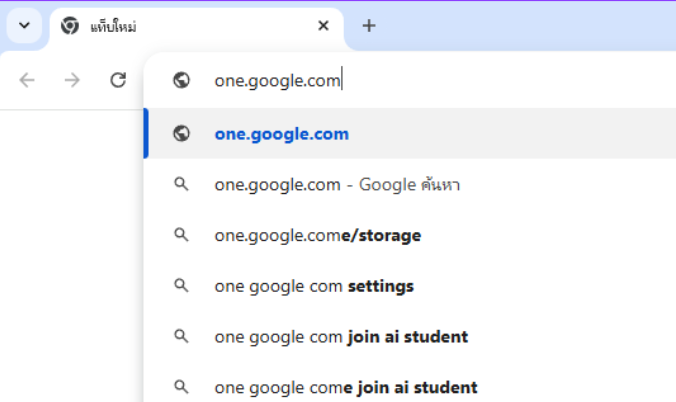 แท็บใหม่
one.google.com
one.google.com
one.google.com - Google ค้นหา
one.google.come/storage
one google com settings
one google com join ai student
one google come join ai student